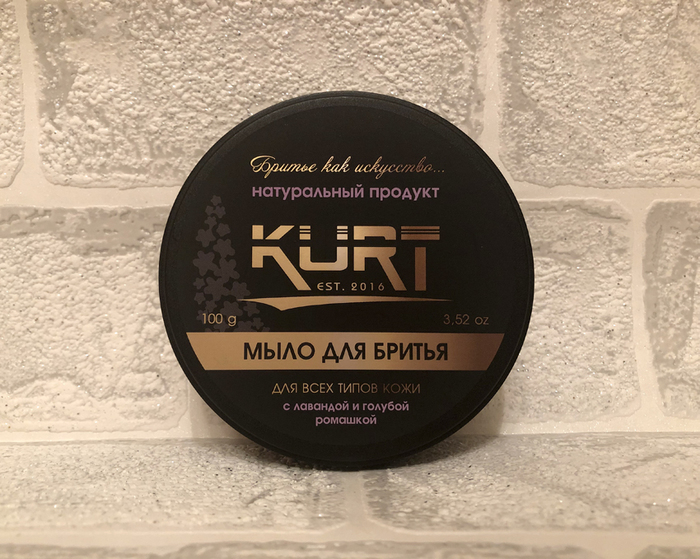 Бритье как искусство...
натуральный продукт
KURT
EST. 2016
100 g 3,52 oz
МЫЛО ДЛЯ БРИТЬЯ
ДЛЯ ВСЕХ ТИПОВ КОЖИ
с лавандой и голубой
ромашкой